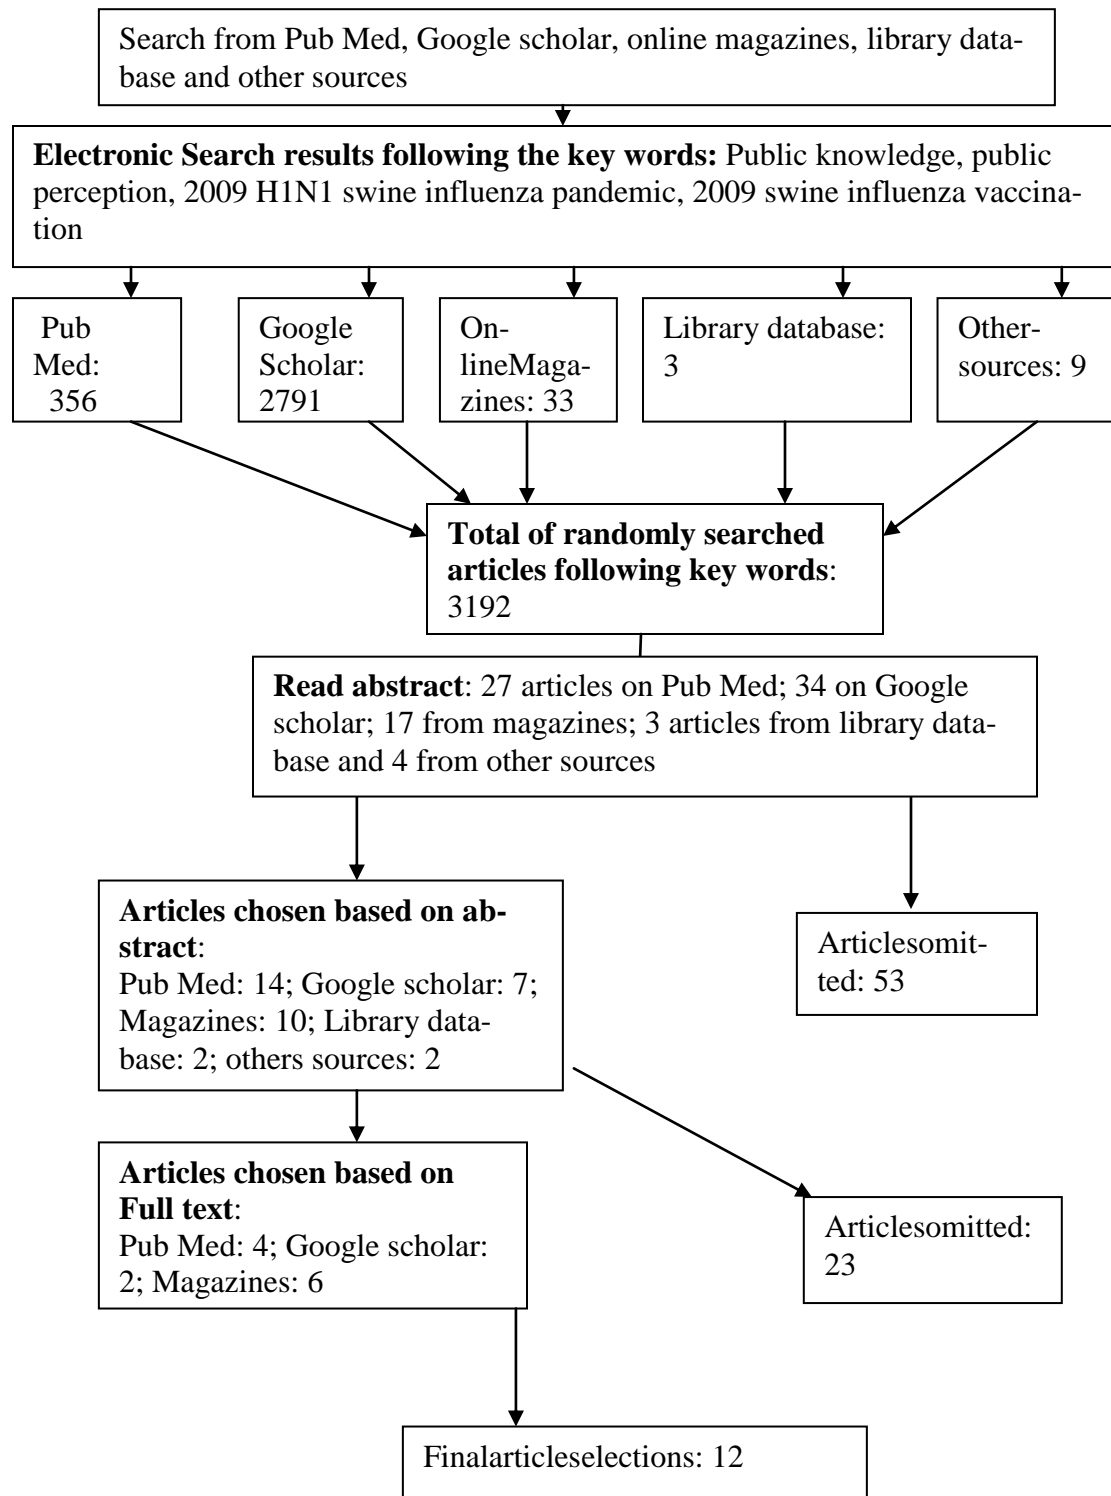 Search from Pub Med, Google scholar, online magazines, library data-
base and other sources
Electronic Search results following the key words: Public knowledge, public
perception, 2009 H1N1 swine influenza pandemic, 2009 swine influenza vaccina-
tion
Pub
Med:
356
Google
Scholar:
2791
On-
lineMaga-
zines: 33
Library database:
3
Other-
sources: 9
Total of randomly searched
articles following key words:
3192
Read abstract: 27 articles on Pub Med; 34 on Google
scholar; 17 from magazines; 3 articles from library data-
base and 4 from other sources
Articles chosen based on ab-
stract:
Pub Med: 14; Google scholar: 7;
Magazines: 10; Library data-
base: 2; others sources: 2
Articlesomit-
ted: 53
Articles chosen based on
Full text:
Pub Med: 4; Google scholar:
2; Magazines: 6
Articlesomitted:
23
Finalarticleselections: 12